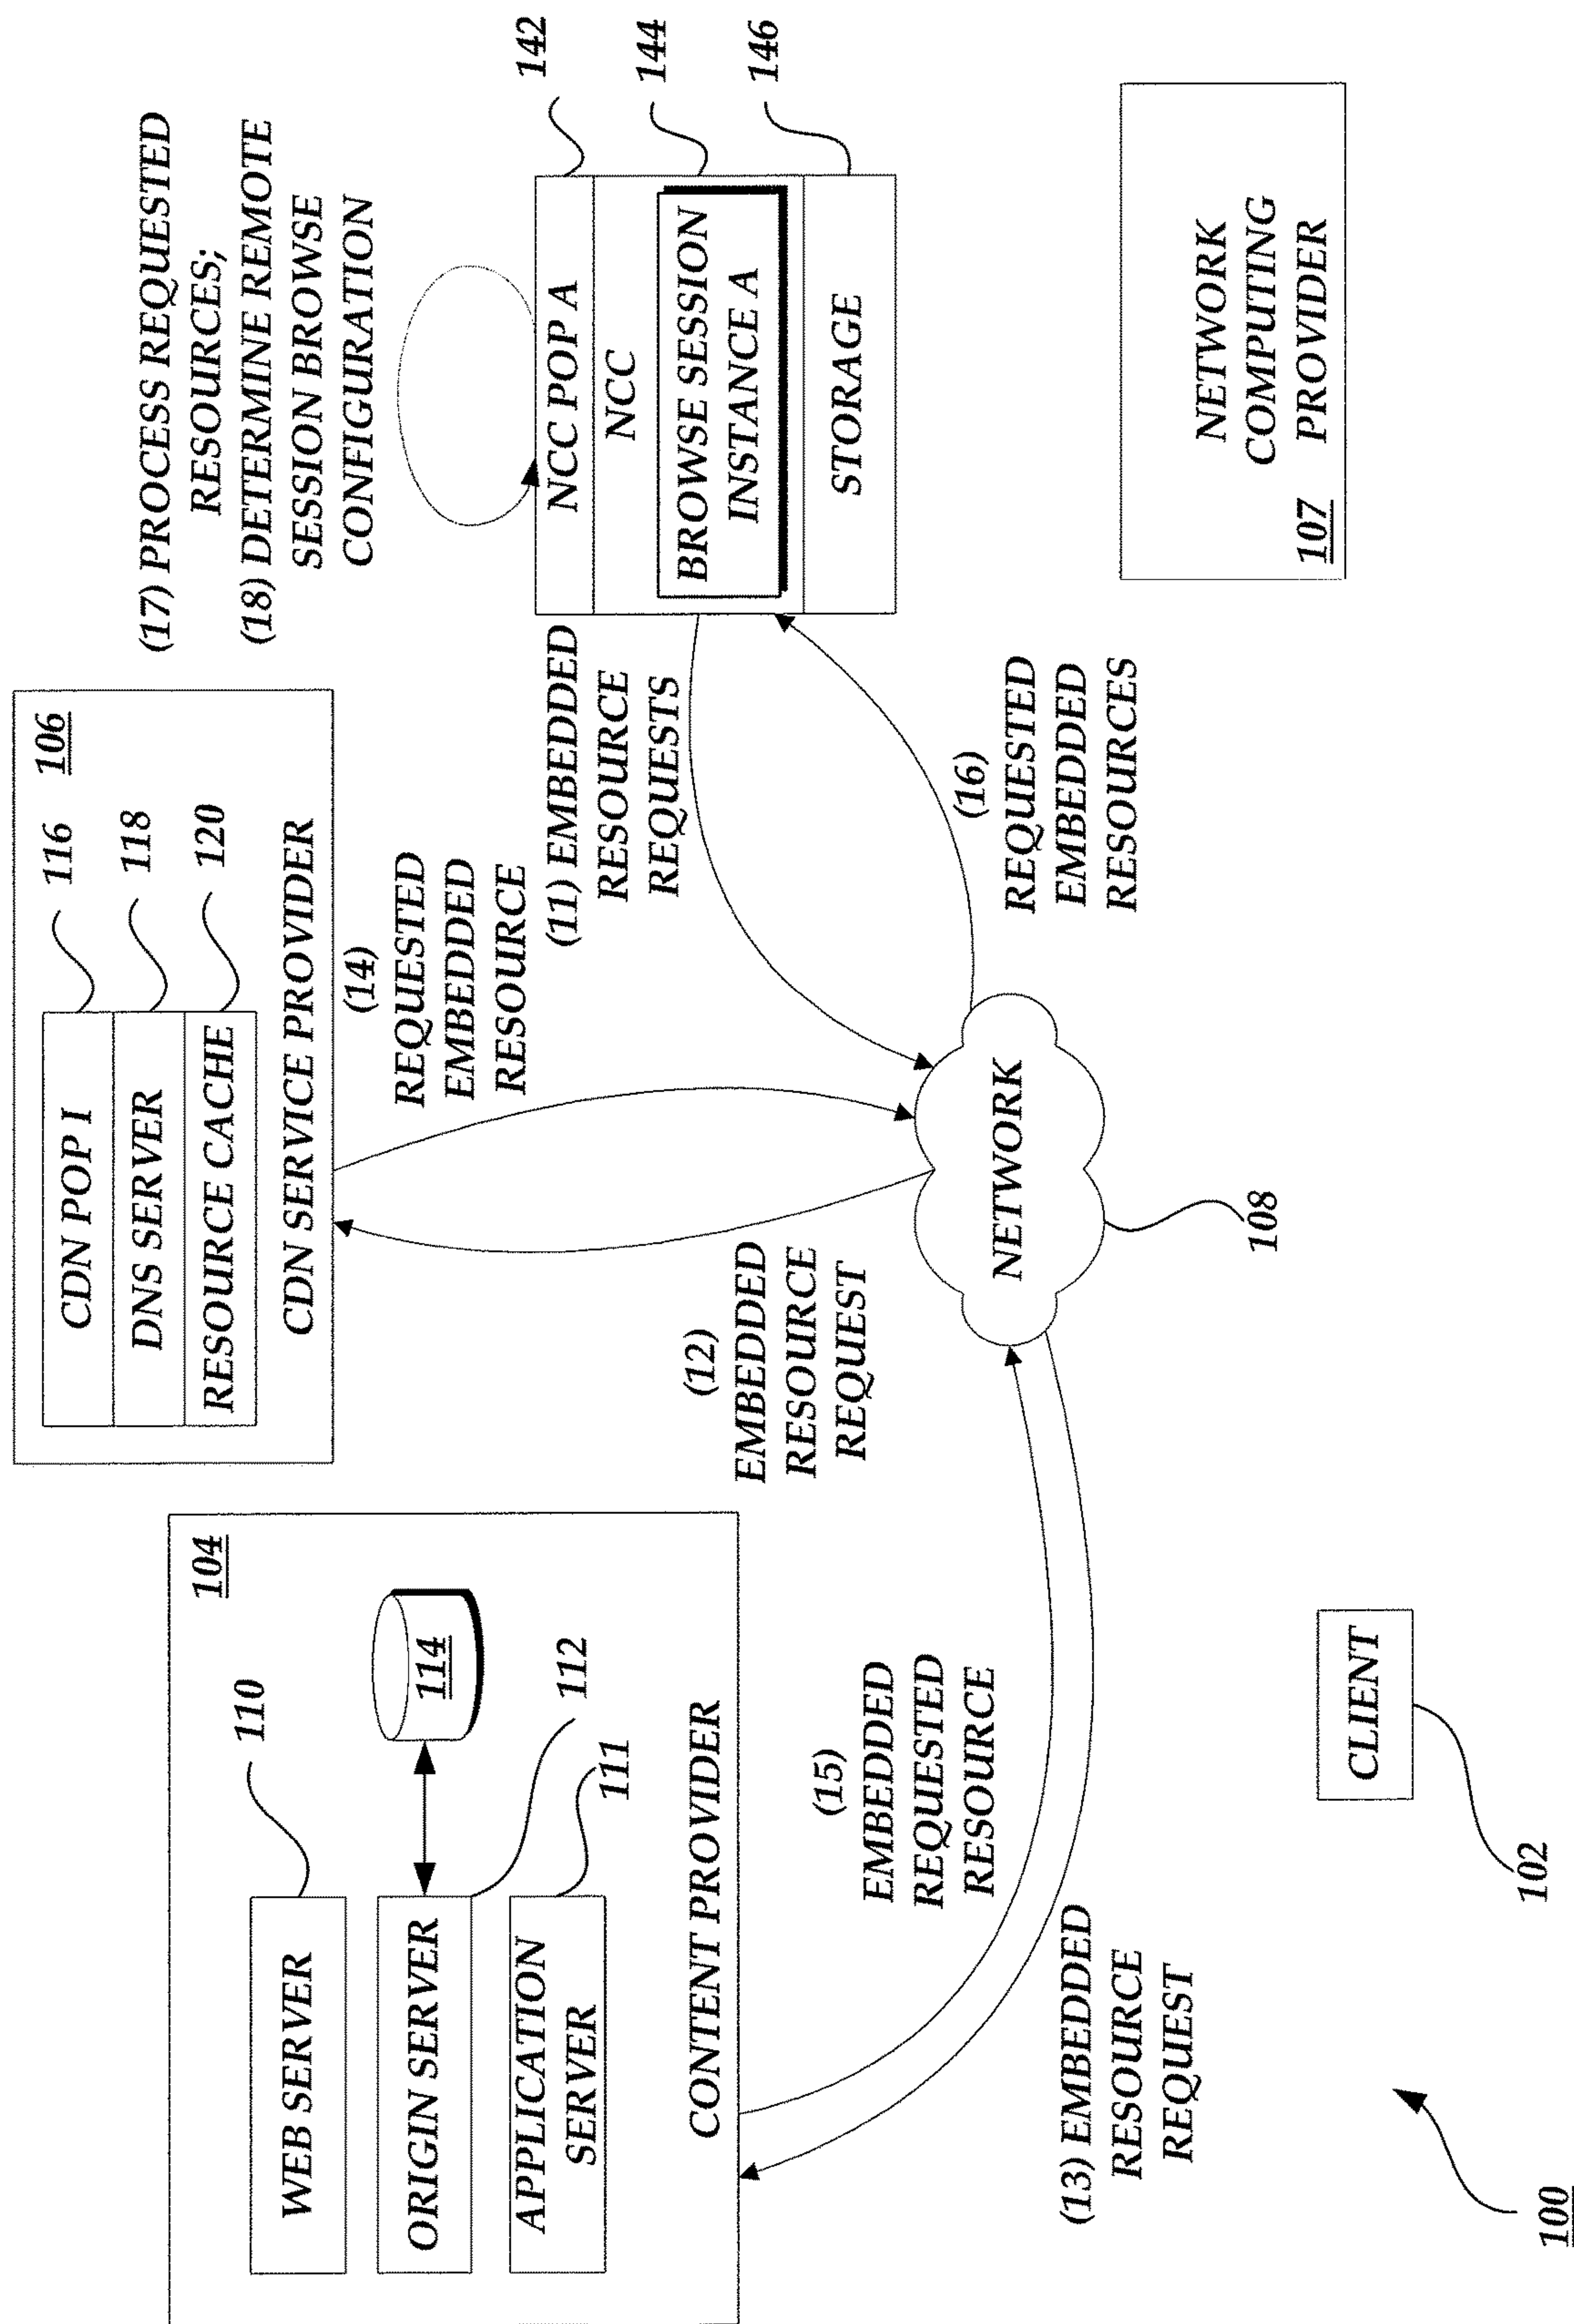 104
WEB SERVER
110
ORIGIN SERVER
114
112
APPLICATION
SERVER
111
CONTENT PROVIDER
106
CDN POP I
116
DNS SERVER
118
RESOURCE CACHE
120
CDN SERVICE PROVIDER
(17) PROCESS REQUESTED
RESOURCES;
(18) DETERMINE REMOTE
SESSION BROWSE
CONFIGURATION
(14)
REQUESTED
EMBEDDED
RESOURCE
(11) EMBEDDED
RESOURCE
REQUESTS
NCC POP A
142
NCC
BROWSE SESSION
INSTANCE A
144
STORAGE
146
(12)
EMBEDDED
RESOURCE
REQUEST
(15)
EMBEDDED
REQUESTED
RESOURCE
NETWORK
108
(16)
REQUESTED
EMBEDDED
RESOURCES
(13) EMBEDDED
RESOURCE
REQUEST
NETWORK
COMPUTING
PROVIDER
107
CLIENT
102
100